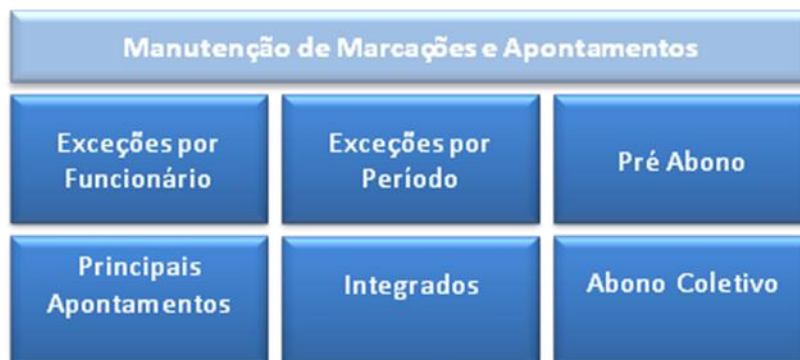 Manutenção de Marcações e Apontamentos
Exceções por
Funcionário
Exceções por
Período
Pré Abono
Principais
Apontamentos
Integrados
Abono Coletivo